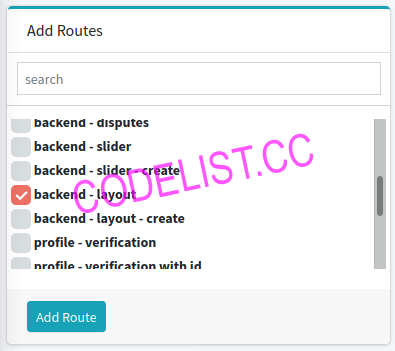 Add Routes
search
backend - disputes
backend - slider
backend - slider - create
backend - layout
backend - layout - create
profile - verification
profile - verification with id
CODELIST.CC
Add Route